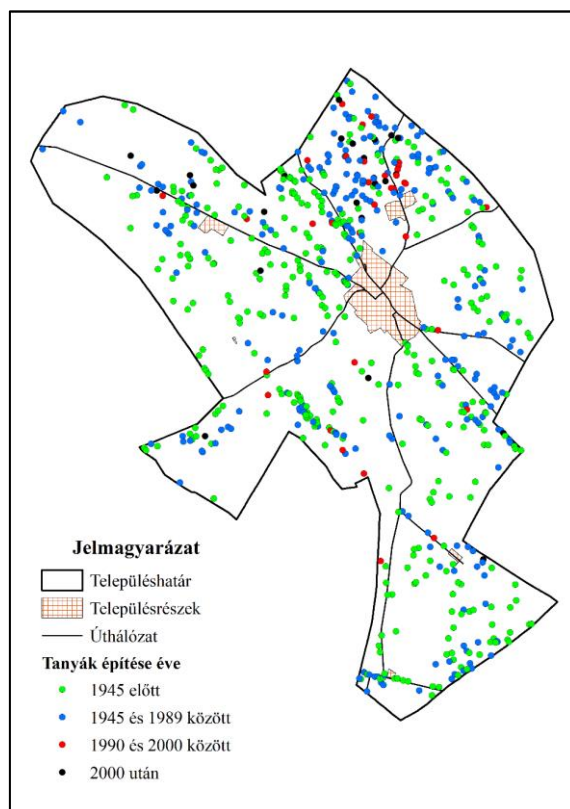 Jelmagyarázat
Településhatár
Településrészek
Úthálózat
Tanyák építése éve
1945 előtt
1945 és 1989 között
1990 és 2000 között
2000 után